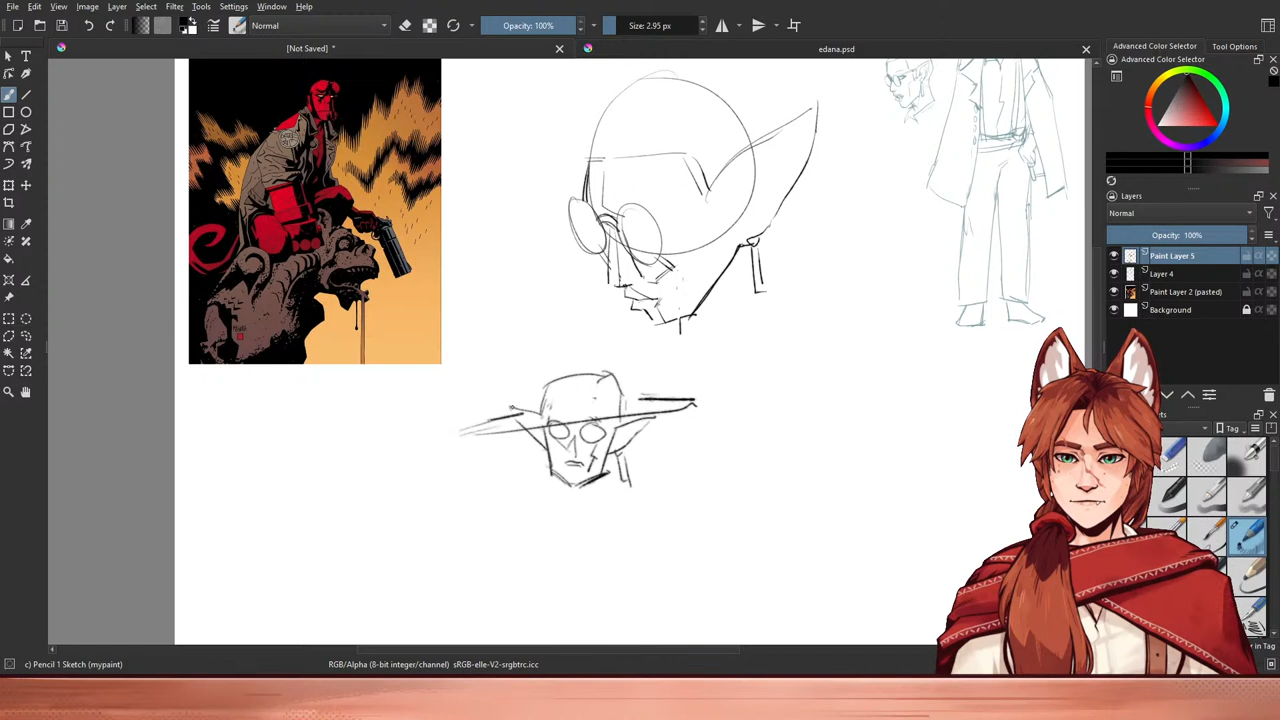 File Edit View Image Layer Select Filter Tools Settings Window Help
Normal Opacity: 100% Size: 2.95 px
[Not Saved] * edana.psd
Advanced Color Selector Tool Options
Advanced Color Selector
Layers
Normal
Opacity: 100%
Paint Layer 5
Layer 4
Paint Layer 2 (pasted)
Background
Tag
in Tag
c) Pencil 1 Sketch (mypaint) RGB/Alpha (8-bit integer/channel) sRGB-elle-V2-srgbtrc.icc